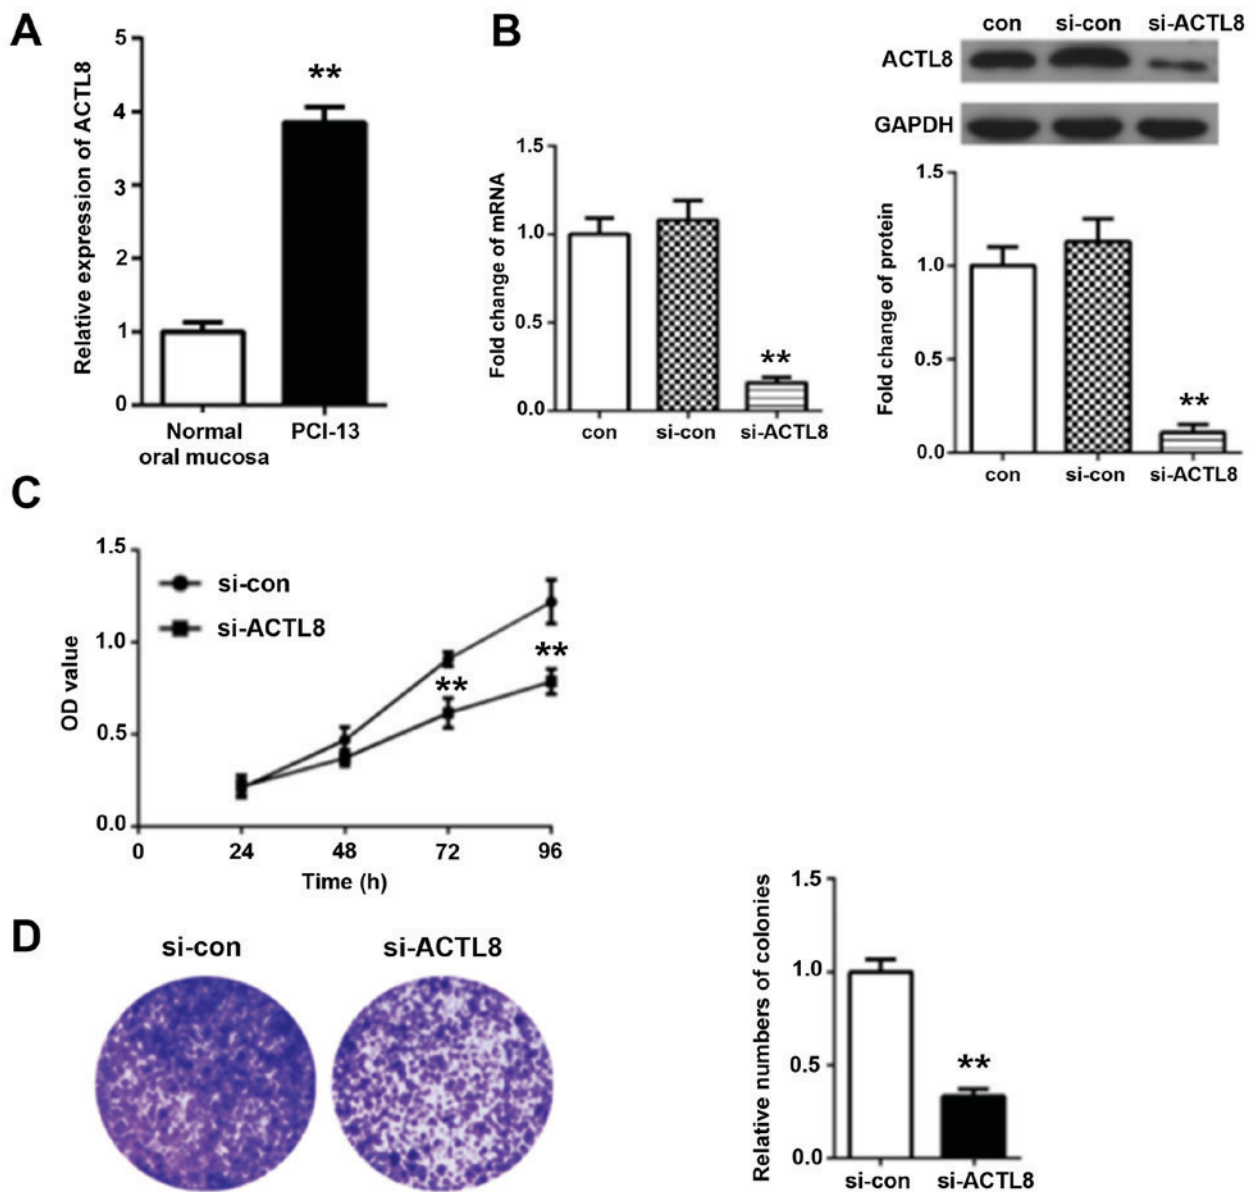 A
Relative expression of ACTL8
5
4
3
2
1
0
**
Normal
oral mucosa
PCI-13
B
Fold change of mRNA
1.5
1.0
0.5
0.0
**
con
si-con
si-ACTL8
con
si-con
si-ACTL8
ACTL8
GAPDH
Fold change of protein
1.5
1.0
0.5
0.0
**
con
si-con
si-ACTL8
C
OD value
1.5
1.0
0.5
0.0
si-con
si-ACTL8
**
**
0
24
48
72
96
Time (h)
D
si-con
si-ACTL8
Relative numbers of colonies
1.5
1.0
0.5
0.0
**
si-con
si-ACTL8